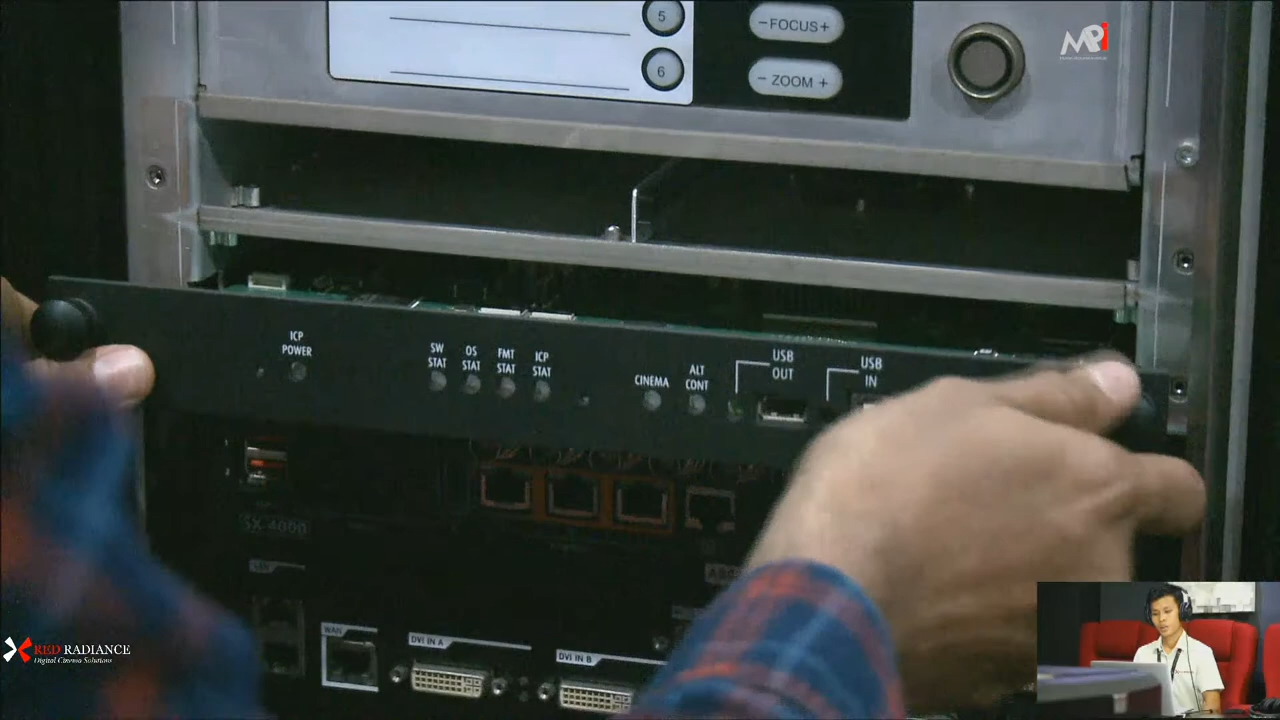 5
−FOCUS+
6
− ZOOM +
MPi
ICP
POWER
SW
STAT
OS
STAT
FMT
STAT
ICP
STAT
CINEMA
ALT
CONT
USB
OUT
USB
IN
SX-4000
WAN
DVI IN A
DVI IN B
RED RADIANCE
Digital Cinema Solutions